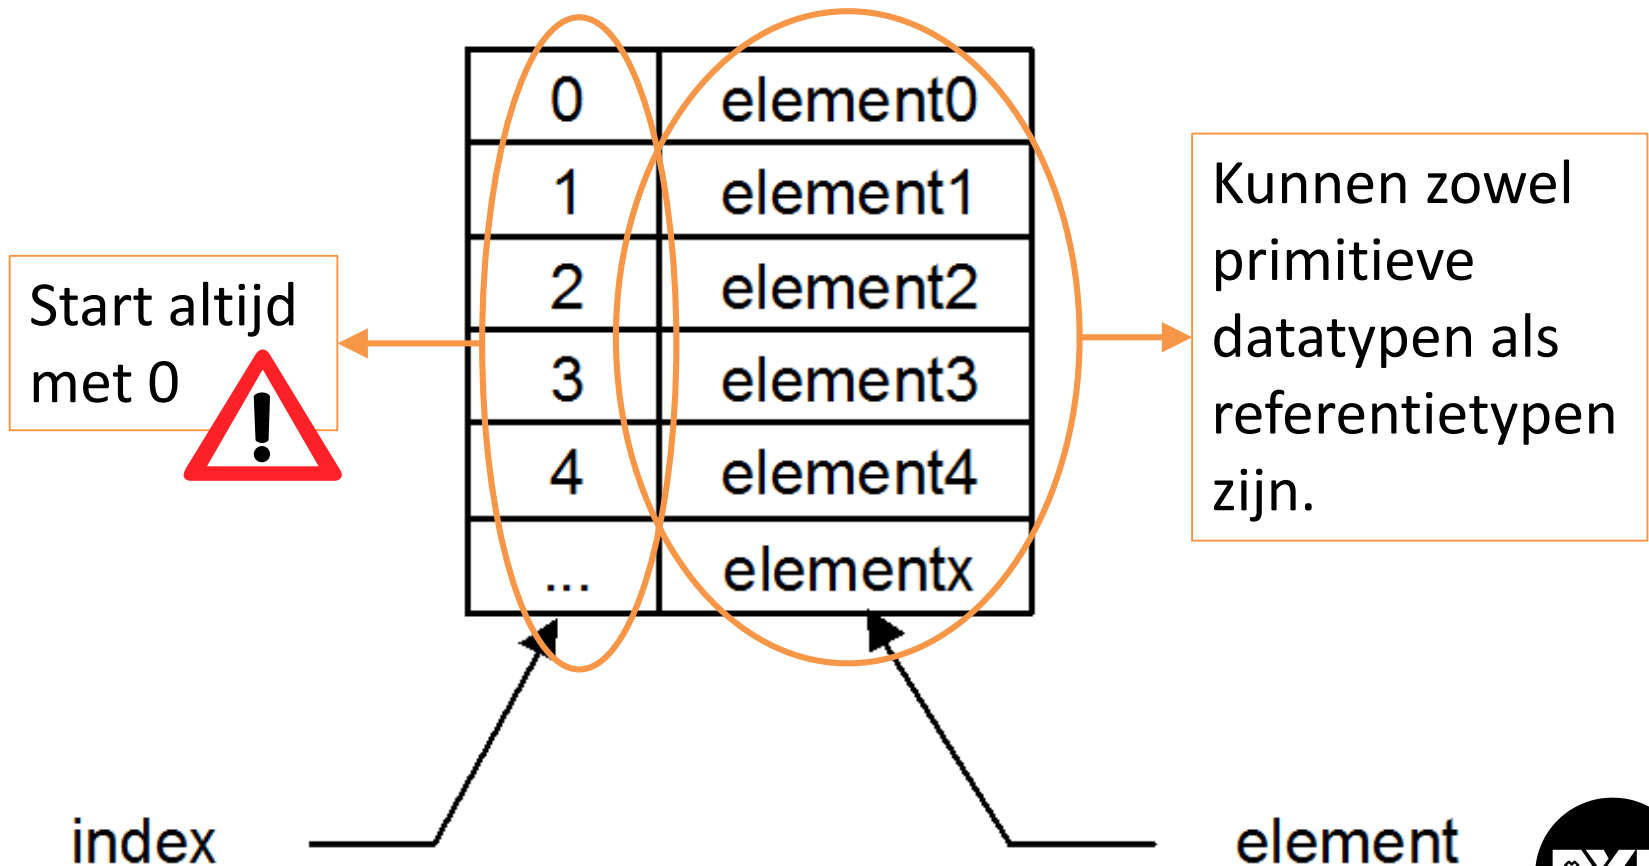 0 element0
1 element1
2 element2
3 element3
4 element4
... elementx
Start altijd
met 0
!
Kunnen zowel
primitieve
datatypen als
referentietypen
zijn.
index
element